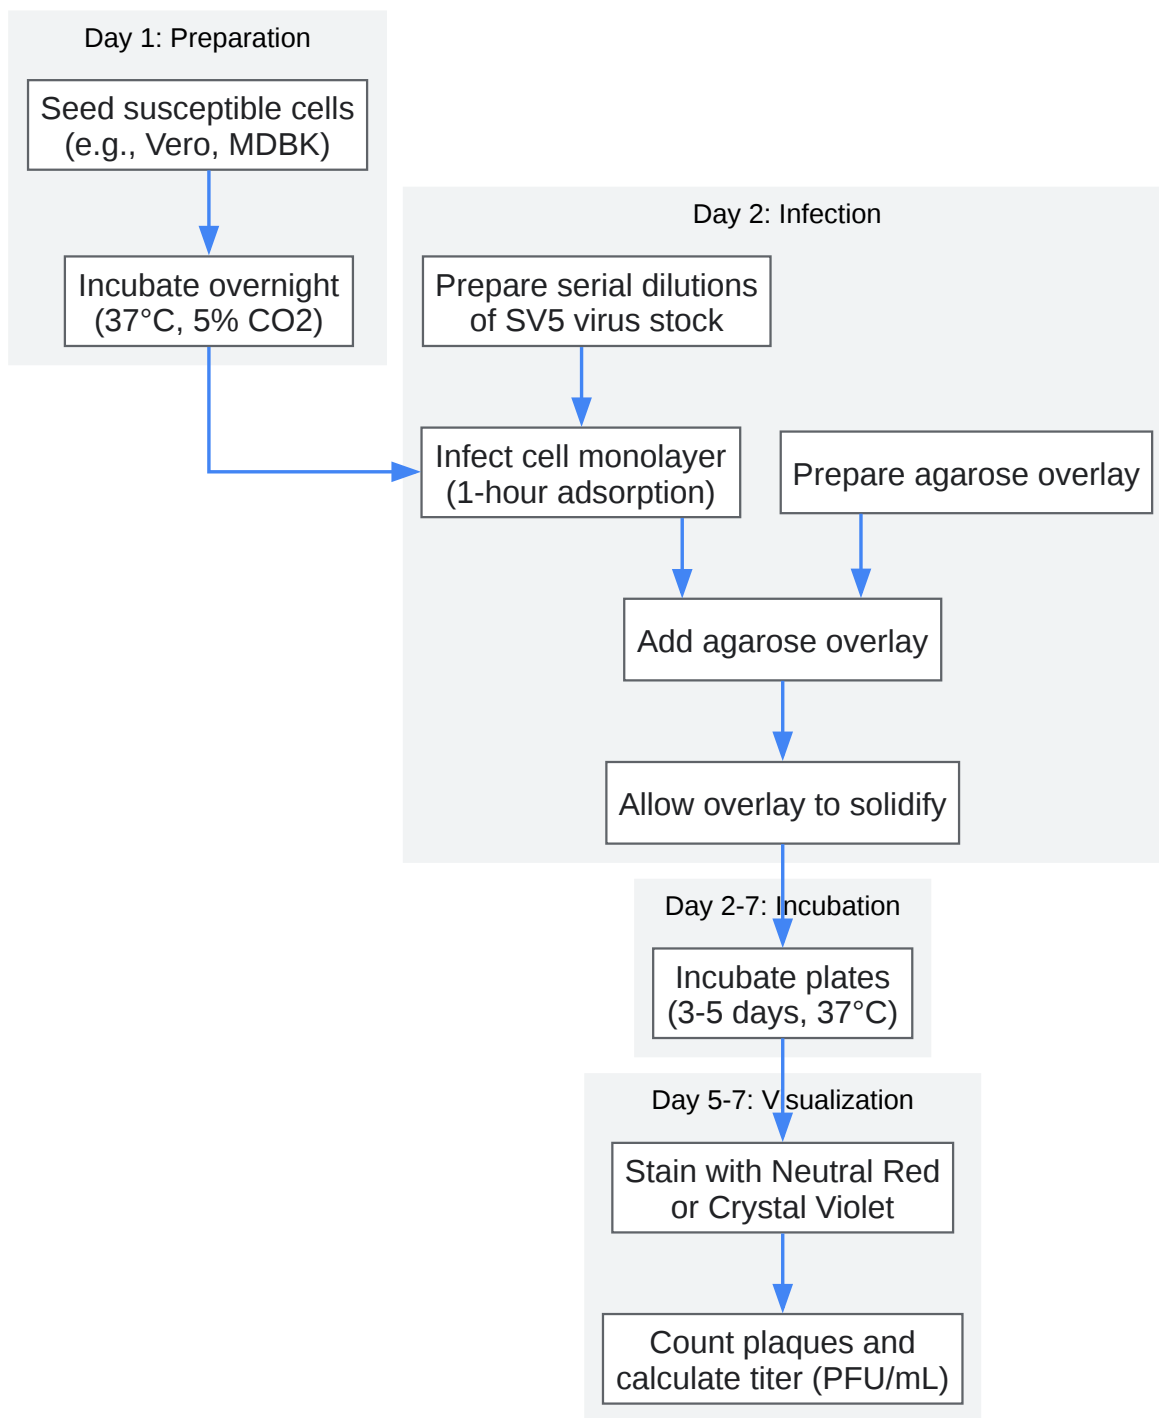 Day 1: Preparation
Seed susceptible cells
(e.g., Vero, MDBK)
Incubate overnight
(37°C, 5% CO2)
Day 2: Infection
Prepare serial dilutions
of SV5 virus stock
Infect cell monolayer
(1-hour adsorption)
Prepare agarose overlay
Add agarose overlay
Allow overlay to solidify
Day 2-7: Incubation
Incubate plates
(3-5 days, 37°C)
Day 5-7: Visualization
Stain with Neutral Red
or Crystal Violet
Count plaques and
calculate titer (PFU/mL)